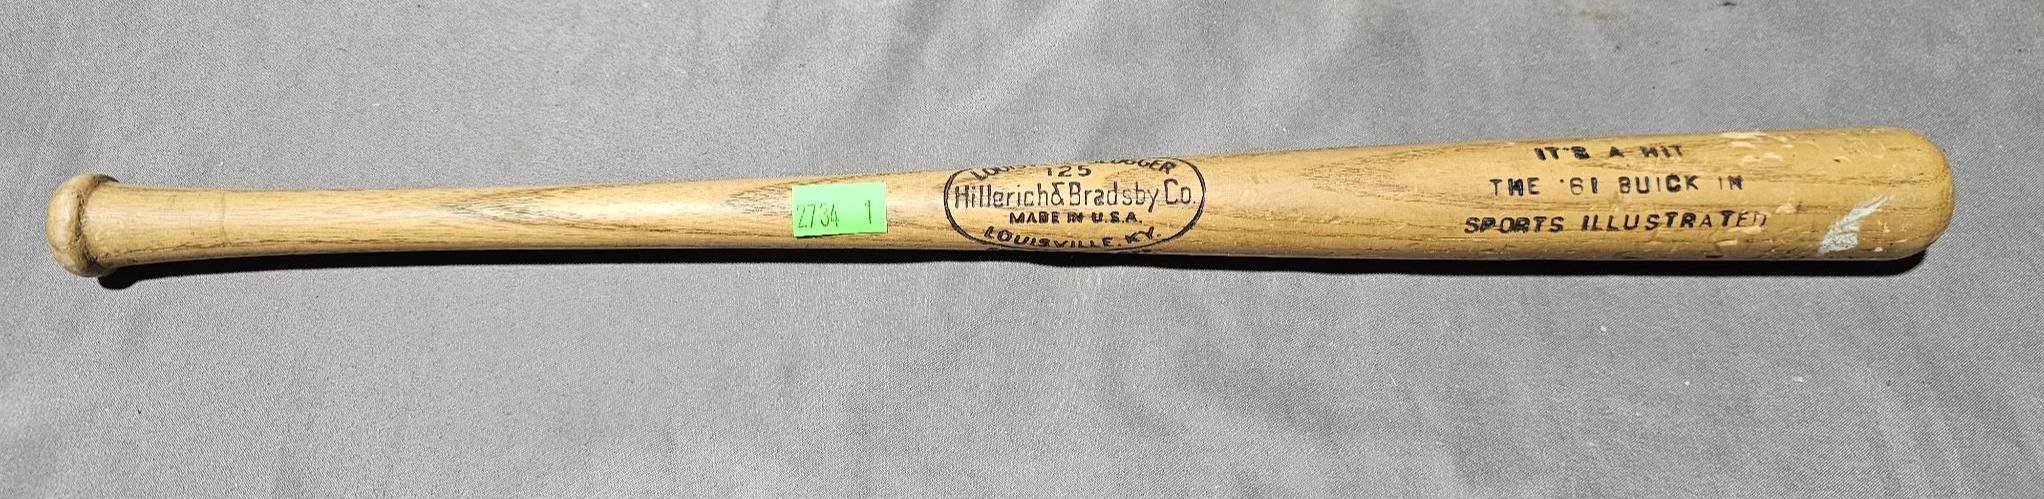 2734 1
125
Hillerich & Bradsby Co.
MADE IN U.S.A.
LOUISVILLE, KY.
IT'S A HIT
THE '61 BUICK IN
SPORTS ILLUSTRATED